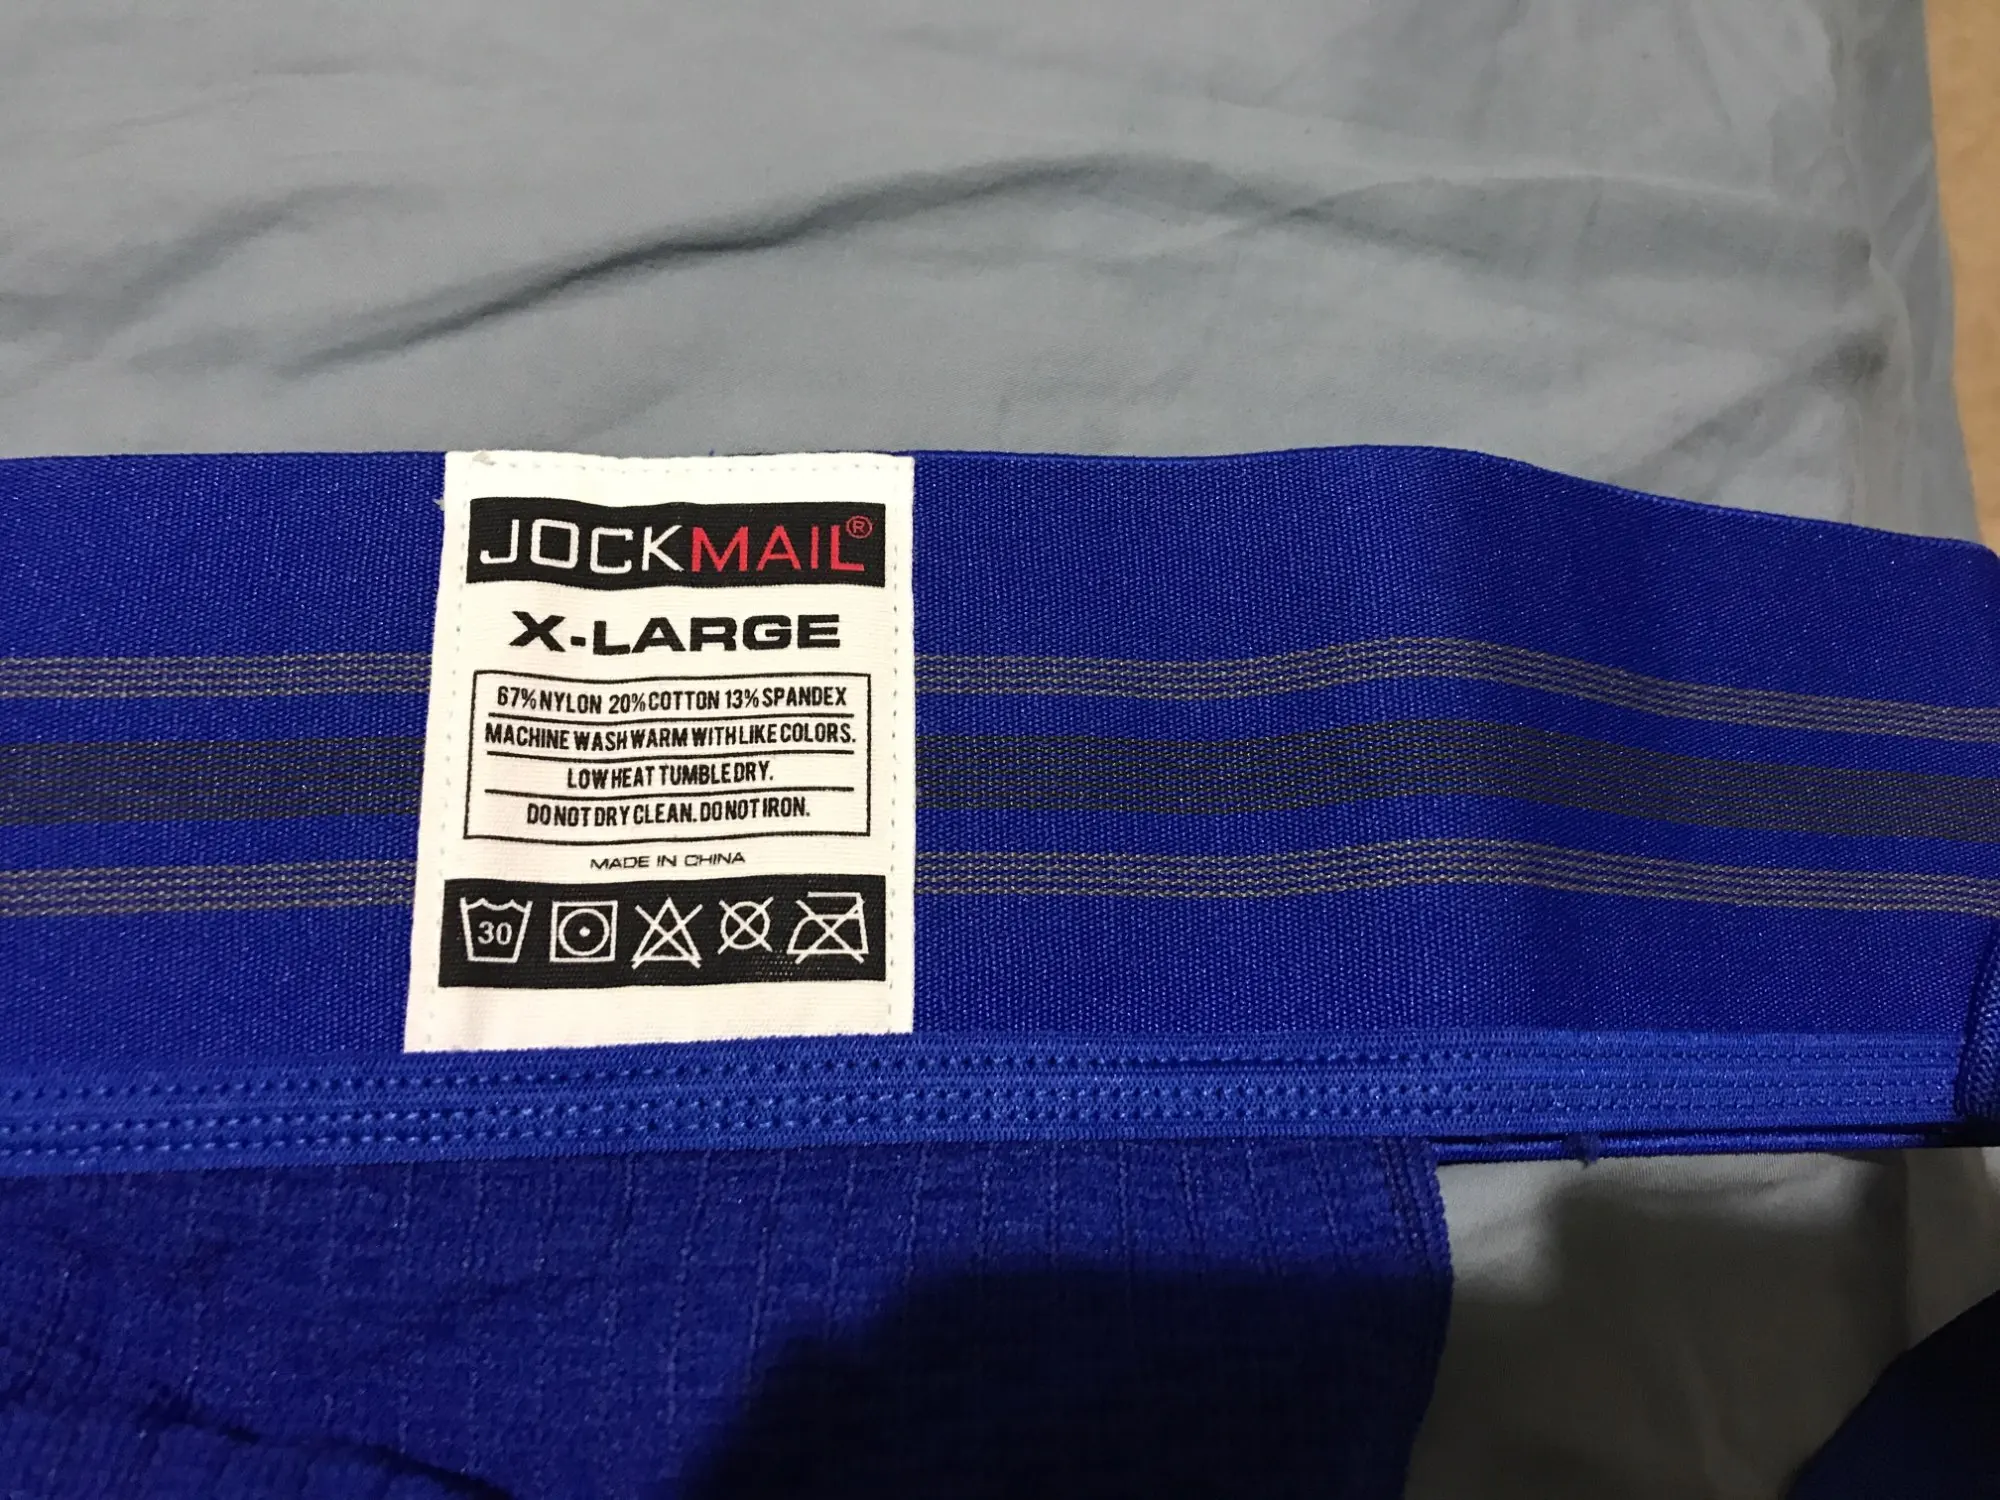 JOCKMAIL®
X-LARGE
67% NYLON 20% COTTON 13% SPANDEX
MACHINE WASH WARM WITH LIKE COLORS.
LOW HEAT TUMBLE DRY.
DO NOT DRY CLEAN. DO NOT IRON.
MADE IN CHINA
30